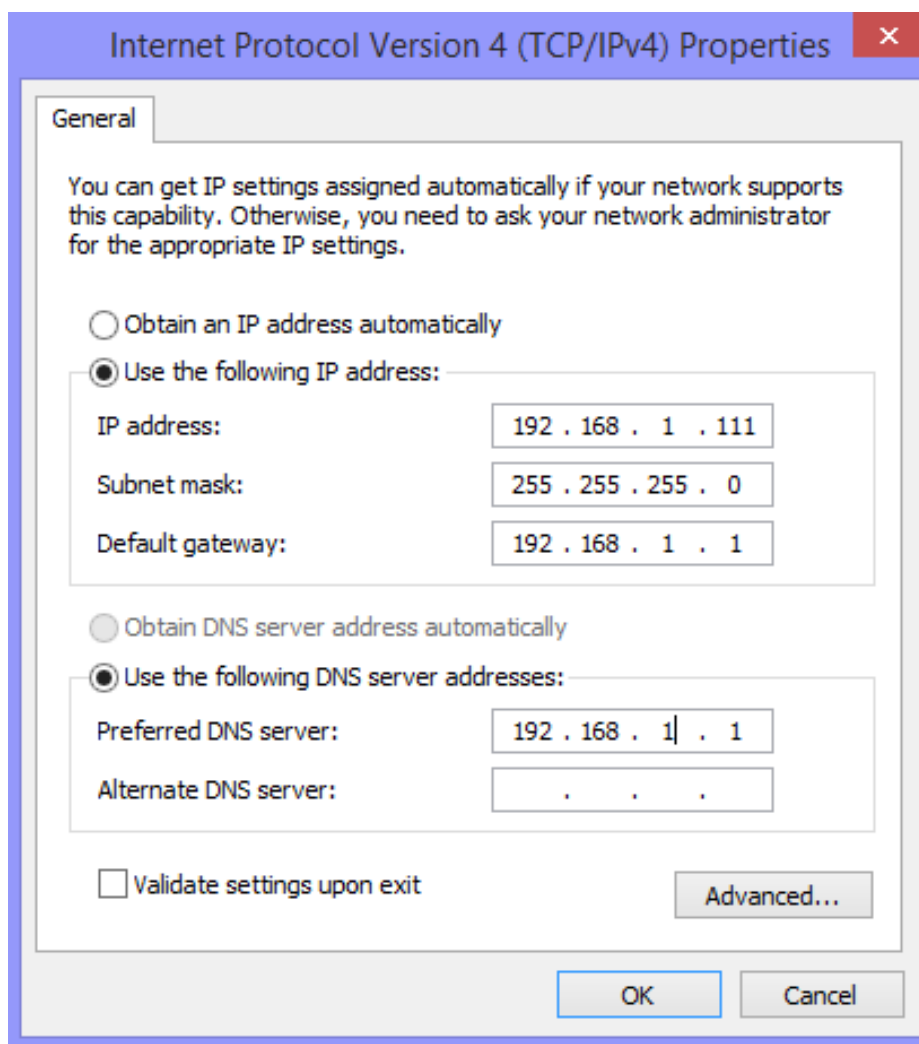 Internet Protocol Version 4 (TCP/IPv4) Properties
General
You can get IP settings assigned automatically if your network supports
this capability. Otherwise, you need to ask your network administrator
for the appropriate IP settings.
Obtain an IP address automatically
Use the following IP address:
IP address: 192 . 168 . 1 . 111
Subnet mask: 255 . 255 . 255 . 0
Default gateway: 192 . 168 . 1 . 1
Obtain DNS server address automatically
Use the following DNS server addresses:
Preferred DNS server: 192 . 168 . 1 . 1
Alternate DNS server: . . .
Validate settings upon exit
Advanced...
OK Cancel